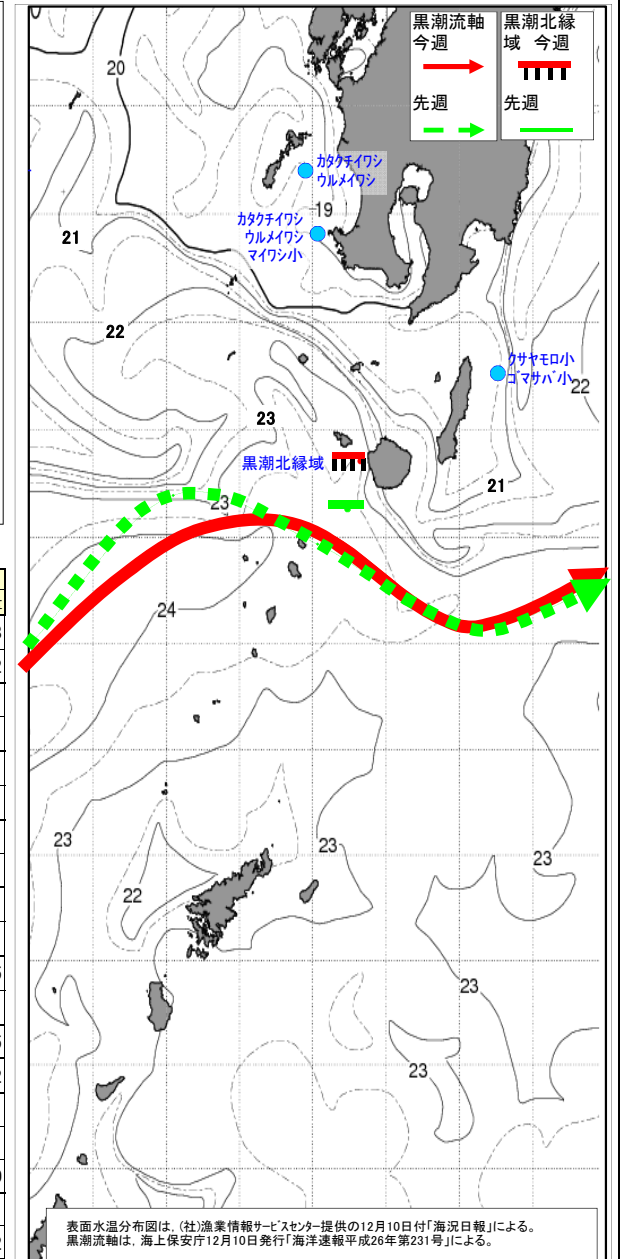 黒潮流軸
今週
先週
黒潮北縁
域 今週
先週
20
カタクチイワシ
ウルメイワシ
19
カタクチイワシ
ウルメイワシ
マイワシ小
21
22
クサヤモロ小
ゴマサバ小
22
23
黒潮北縁域
21
23
24
23
23
23
22
23
23
表面水温分布図は，(社)漁業情報サービスセンター提供の12月10日付「海況日報」による。
黒潮流軸は，海上保安庁12月10日発行「海洋速報平成26年第231号」による。